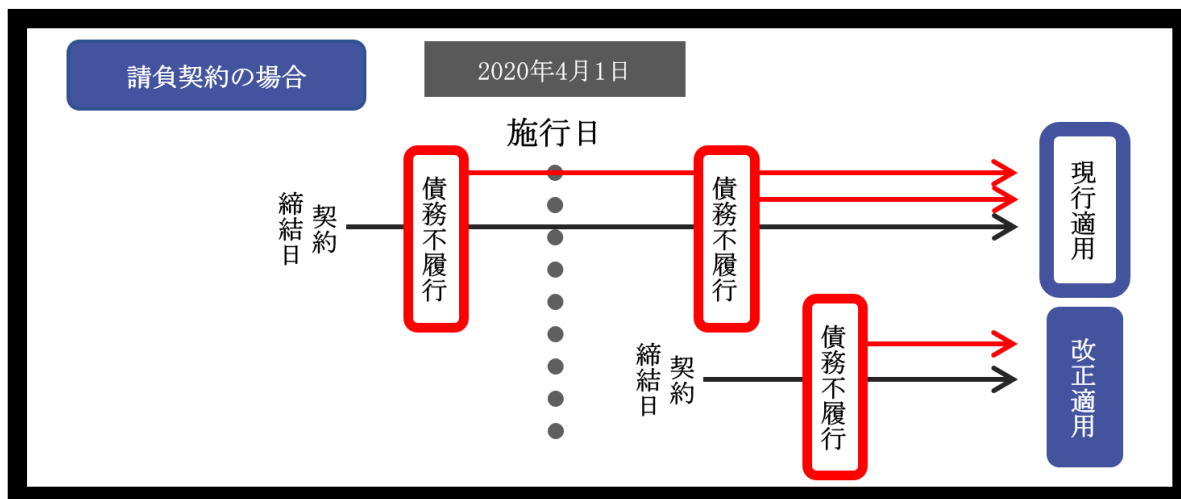 請負契約の場合
2020年4月1日
施行日
契約
締結日
債務不履行
債務不履行
現行適用
契約
締結日
債務不履行
改正適用